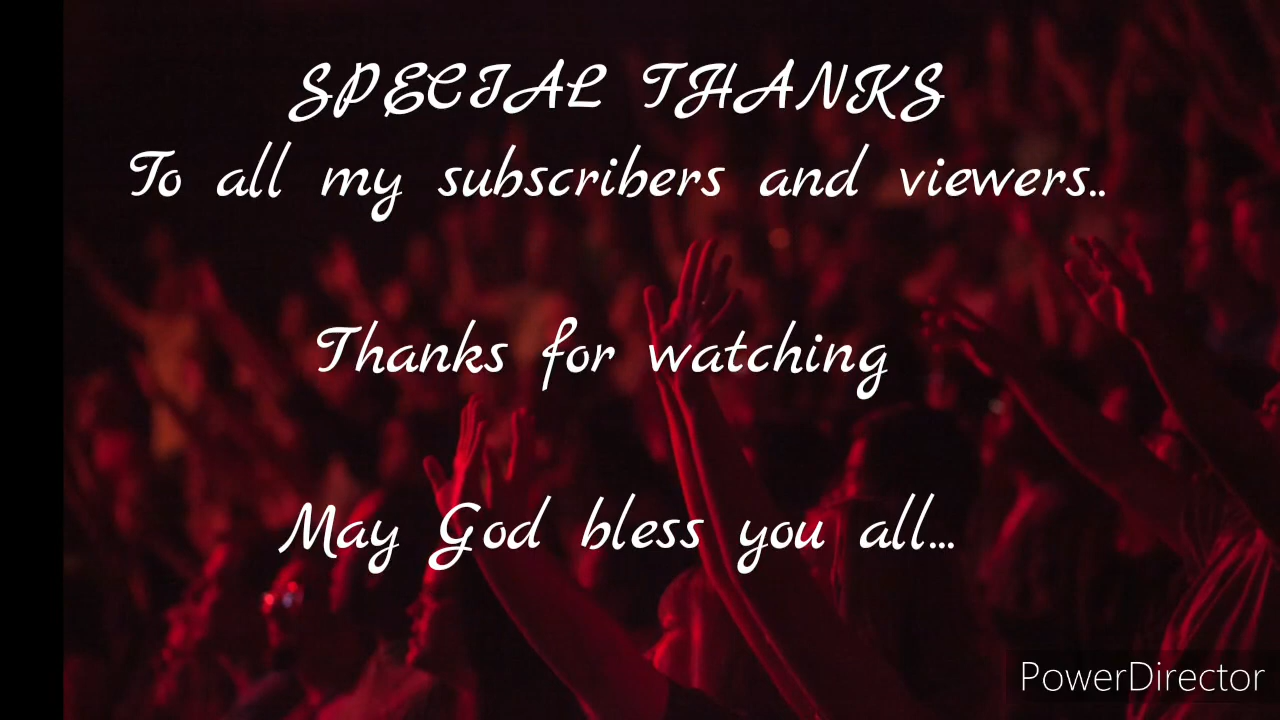 SPECIAL THANKS
To all my subscribers and viewers..
Thanks for watching
May God bless you all...
PowerDirector